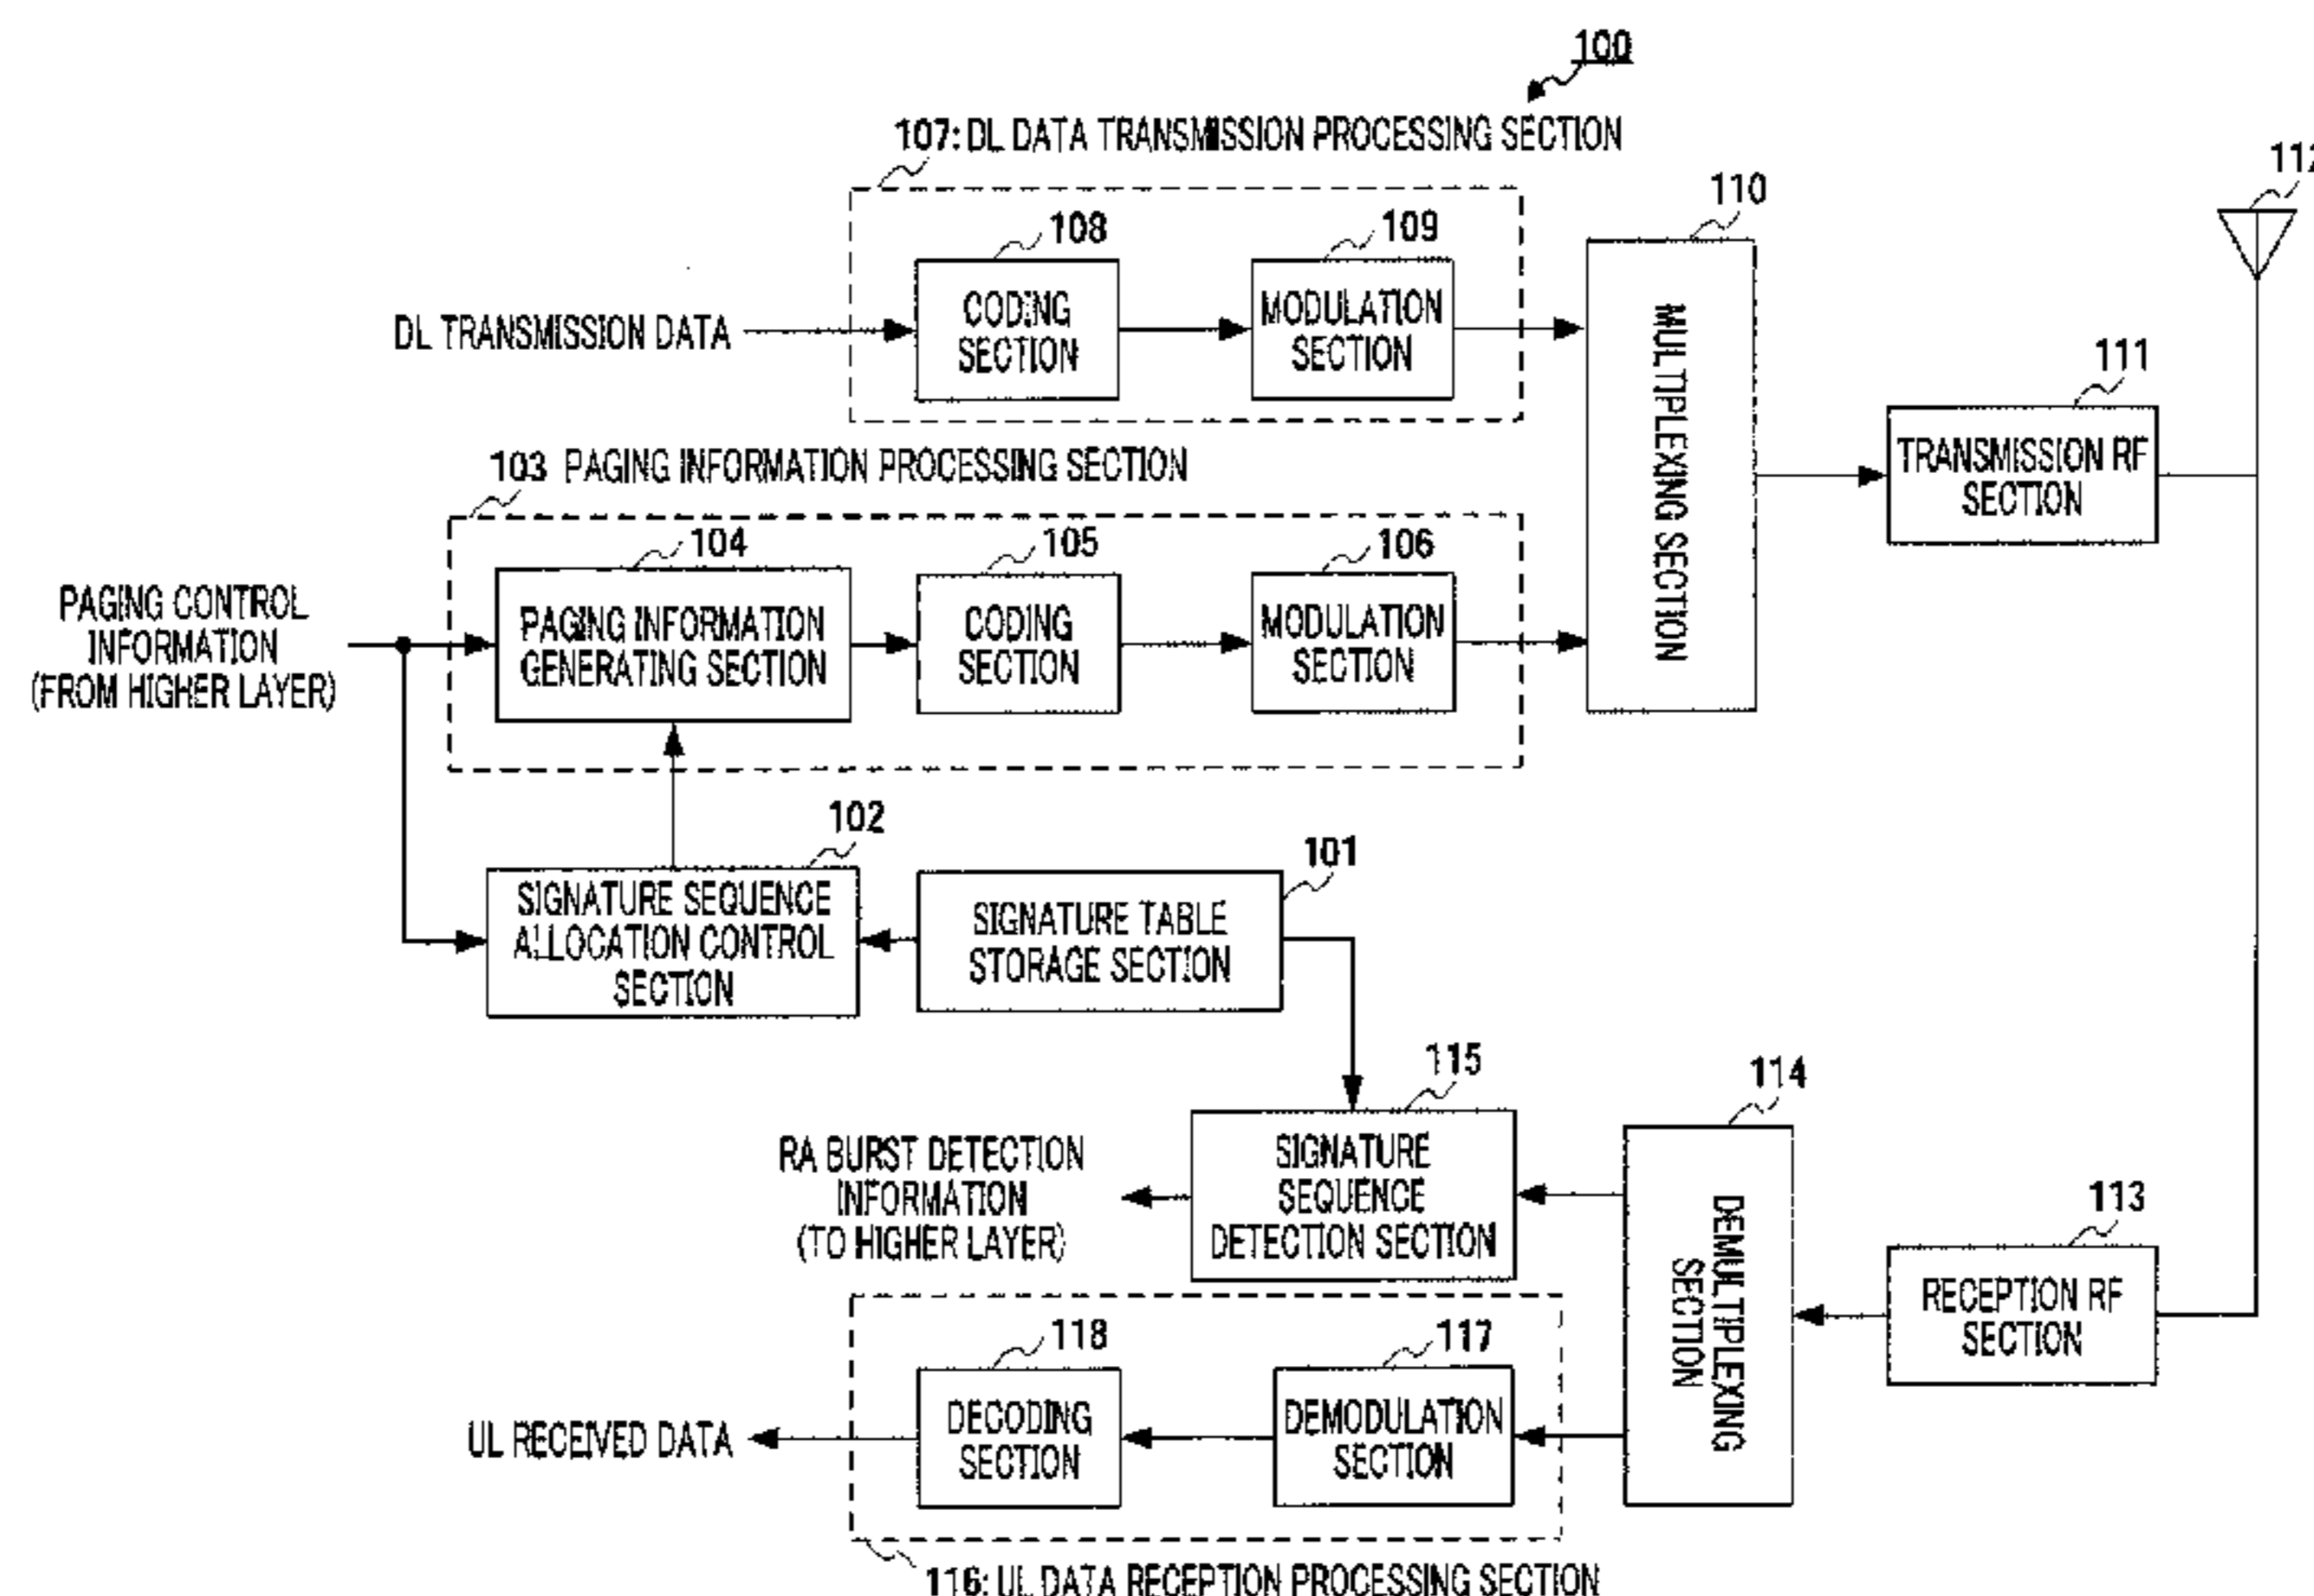 100
107: DL DATA TRANSMISSION PROCESSING SECTION
112
110
108
109
CODING
SECTION
MODULATION
SECTION
DL TRANSMISSION DATA
MULTIPLEXING SECTION
111
TRANSMISSION RF
SECTION
103 PAGING INFORMATION PROCESSING SECTION
104
105
106
PAGING CONTROL
INFORMATION
(FROM HIGHER LAYER)
PAGING INFORMATION
GENERATING SECTION
CODING
SECTION
MODULATION
SECTION
102
101
SIGNATURE SEQUENCE
ALLOCATION CONTROL
SECTION
SIGNATURE TABLE
STORAGE SECTION
115
114
RA BURST DETECTION
INFORMATION
(TO HIGHER LAYER)
SIGNATURE
SEQUENCE
DETECTION SECTION
DEMULTIPLEXING
SECTION
113
RECEPTION RF
SECTION
118
117
UL RECEIVED DATA
DECODING
SECTION
DEMODULATION
SECTION
116: UL DATA RECEPTION PROCESSING SECTION